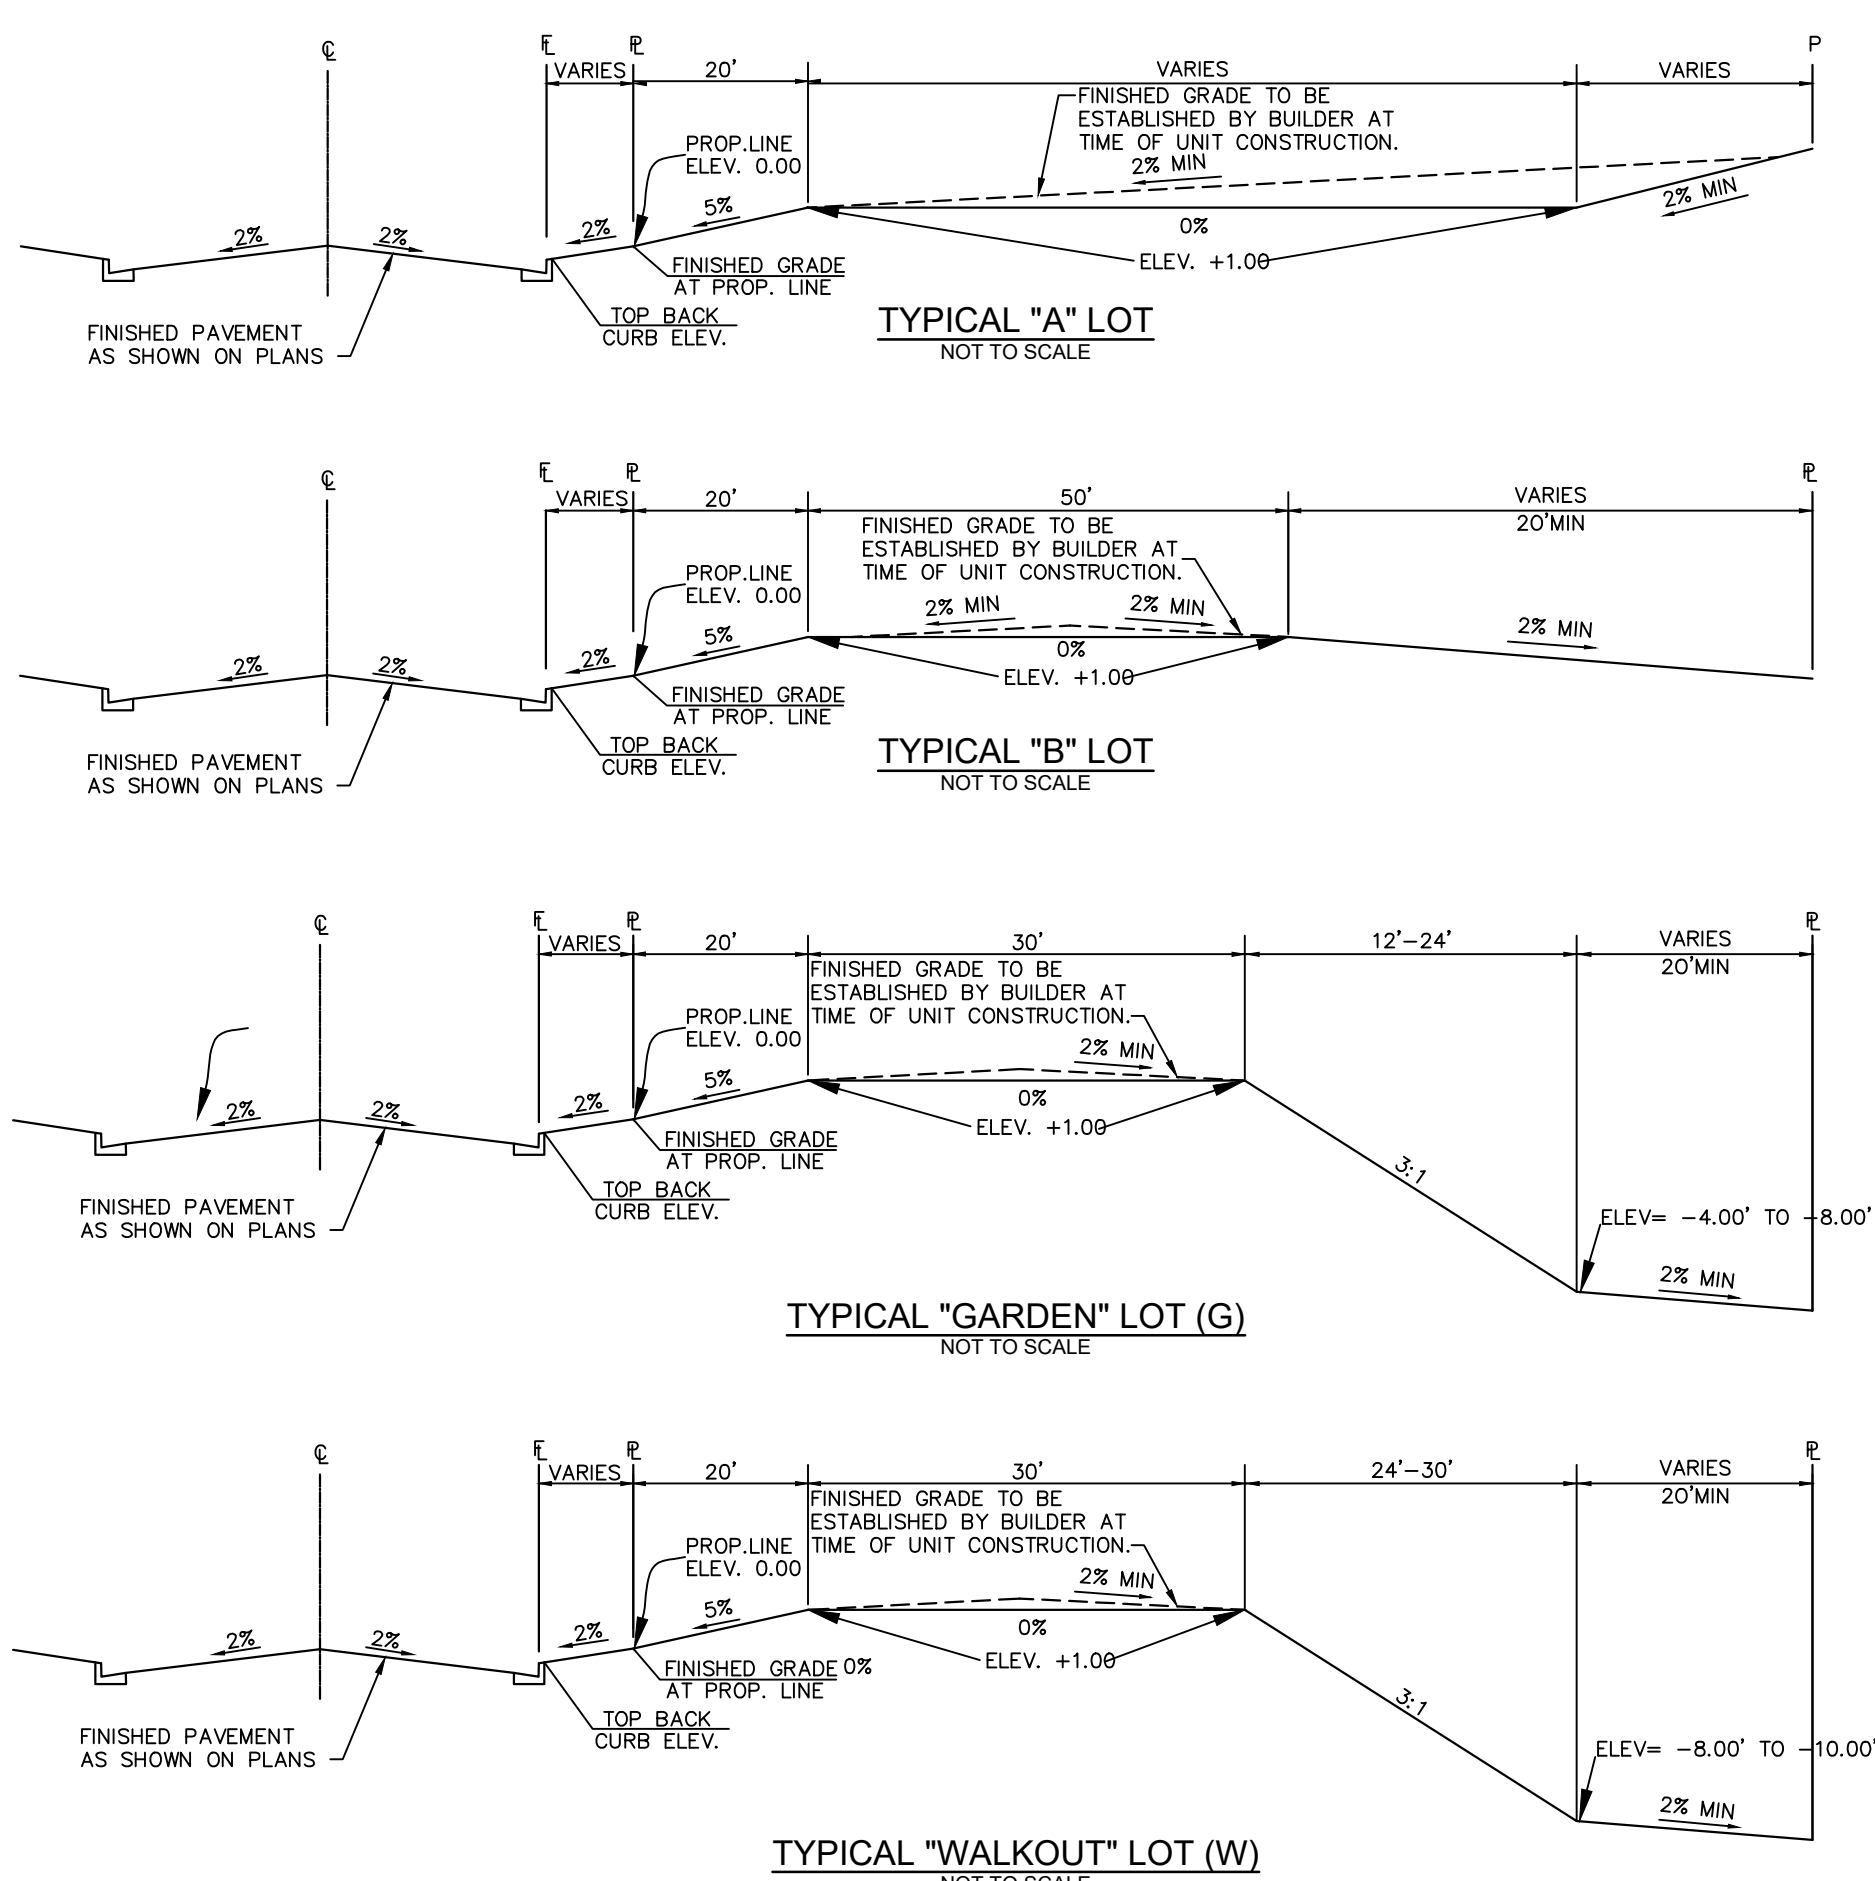 ℄
FL
PL
P
VARIES
20'
VARIES
VARIES
FINISHED GRADE TO BE
ESTABLISHED BY BUILDER AT
TIME OF UNIT CONSTRUCTION.
PROP.LINE
ELEV. 0.00
2% MIN
2% MIN
5%
2%
2%
2%
0%
ELEV. +1.00
FINISHED GRADE
AT PROP. LINE
TOP BACK
CURB ELEV.
FINISHED PAVEMENT
AS SHOWN ON PLANS
TYPICAL "A" LOT
NOT TO SCALE
℄
FL
PL
PL
VARIES
20'
50'
VARIES
20'MIN
FINISHED GRADE TO BE
ESTABLISHED BY BUILDER AT
TIME OF UNIT CONSTRUCTION.
PROP.LINE
ELEV. 0.00
2% MIN
2% MIN
2% MIN
5%
2%
2%
2%
0%
ELEV. +1.00
FINISHED GRADE
AT PROP. LINE
TOP BACK
CURB ELEV.
FINISHED PAVEMENT
AS SHOWN ON PLANS
TYPICAL "B" LOT
NOT TO SCALE
℄
FL
PL
PL
VARIES
20'
30'
12'-24'
VARIES
20'MIN
FINISHED GRADE TO BE
ESTABLISHED BY BUILDER AT
TIME OF UNIT CONSTRUCTION.
PROP.LINE
ELEV. 0.00
2% MIN
5%
2%
2%
2%
0%
ELEV. +1.00
FINISHED GRADE
AT PROP. LINE
3:1
TOP BACK
CURB ELEV.
FINISHED PAVEMENT
AS SHOWN ON PLANS
ELEV= -4.00' TO -8.00'
2% MIN
TYPICAL "GARDEN" LOT (G)
NOT TO SCALE
℄
FL
PL
PL
VARIES
20'
30'
24'-30'
VARIES
20'MIN
FINISHED GRADE TO BE
ESTABLISHED BY BUILDER AT
TIME OF UNIT CONSTRUCTION.
PROP.LINE
ELEV. 0.00
2% MIN
5%
2%
2%
2%
0%
ELEV. +1.00
FINISHED GRADE 0%
AT PROP. LINE
3:1
TOP BACK
CURB ELEV.
FINISHED PAVEMENT
AS SHOWN ON PLANS
ELEV= -8.00' TO -10.00'
2% MIN
TYPICAL "WALKOUT" LOT (W)
NOT TO SCALE